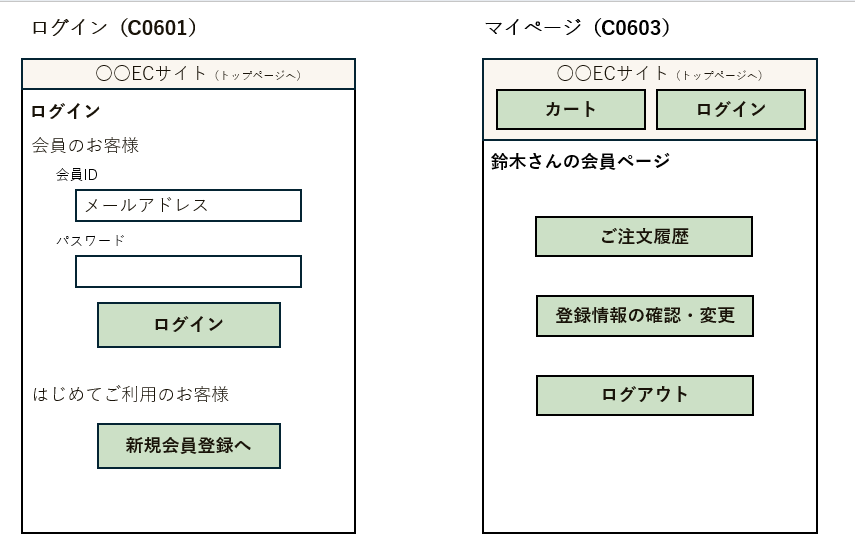 ログイン（C0601）
〇〇ECサイト（トップページへ）
ログイン
会員のお客様
会員ID
メールアドレス
パスワード
ログイン
はじめてご利用のお客様
新規会員登録へ
マイページ（C0603）
〇〇ECサイト（トップページへ）
カート ログイン
鈴木さんの会員ページ
ご注文履歴
登録情報の確認・変更
ログアウト